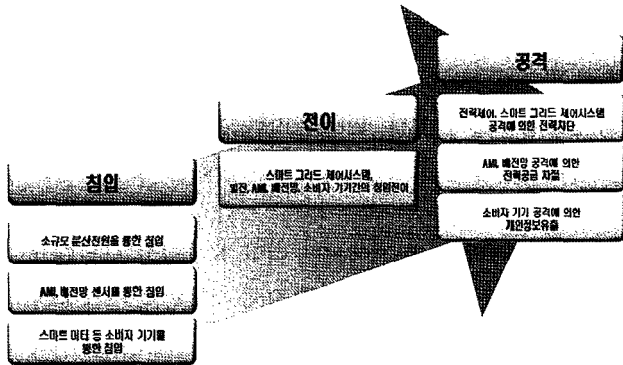 침입
소규모 분산전원을 통한 침입
AMI, 배전망 센서를 통한 침입
스마트 미터 등 소비자 기기를
통한 침입
전이
스마트 그리드 제어시스템,
발전, AMI, 배전망, 소비자 기기간의 침입전이
공격
전력제어, 스마트 그리드 제어시스템
공격에 의한 전력차단
AMI, 배전망 공격에 의한
전력공급 차질
소비자 기기 공격에 의한
개인정보유출